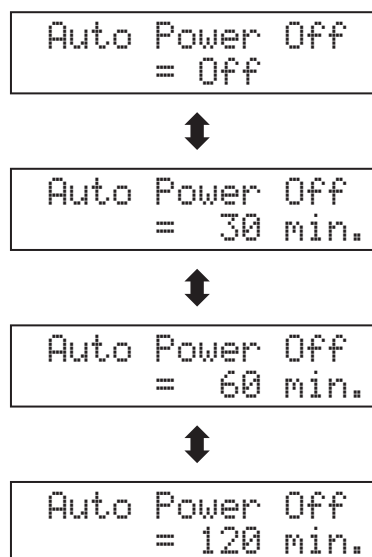 Auto Power Off
= Off
Auto Power Off
= 30 min.
Auto Power Off
= 60 min.
Auto Power Off
= 120 min.